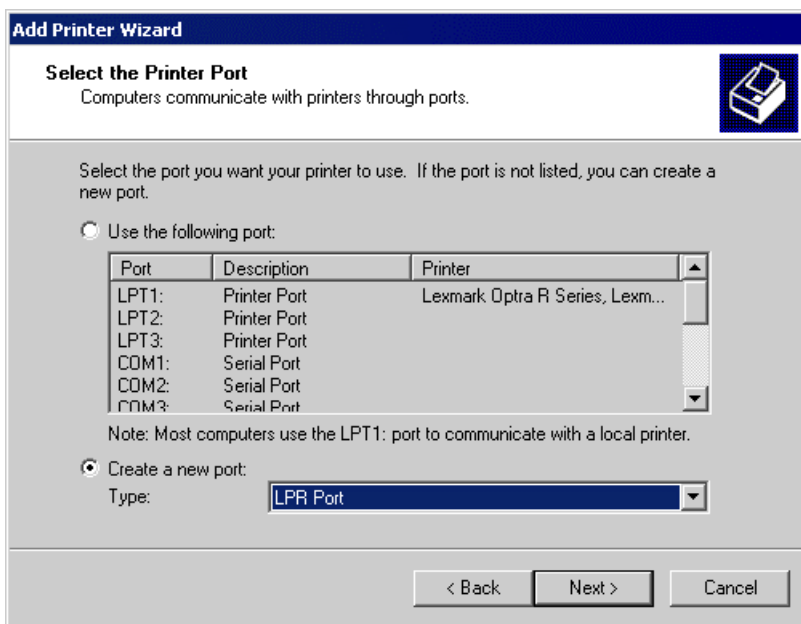 Add Printer Wizard
Select the Printer Port
Computers communicate with printers through ports.
Select the port you want your printer to use. If the port is not listed, you can create a
new port.
Use the following port:
Port Description Printer
LPT1: Printer Port Lexmark Optra R Series, Lexm...
LPT2: Printer Port
LPT3: Printer Port
COM1: Serial Port
COM2: Serial Port
COM3: Serial Port
Note: Most computers use the LPT1: port to communicate with a local printer.
Create a new port:
Type: LPR Port
< Back Next > Cancel